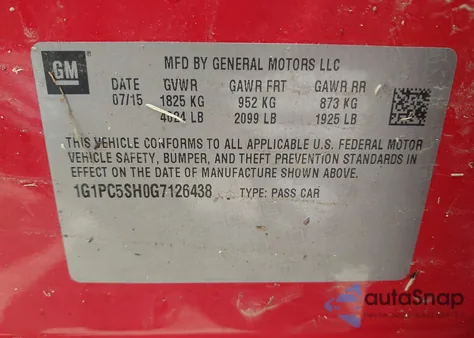 GM
MFD BY GENERAL MOTORS LLC
DATE GVWR GAWR FRT GAWR RR
07/15 1825 KG 952 KG 873 KG
4024 LB 2099 LB 1925 LB
THIS VEHICLE CONFORMS TO ALL APPLICABLE U.S. FEDERAL MOTOR
VEHICLE SAFETY, BUMPER, AND THEFT PREVENTION STANDARDS IN
EFFECT ON THE DATE OF MANUFACTURE SHOWN ABOVE.
1G1PC5SH0G7126438 TYPE: PASS CAR
autoSnap